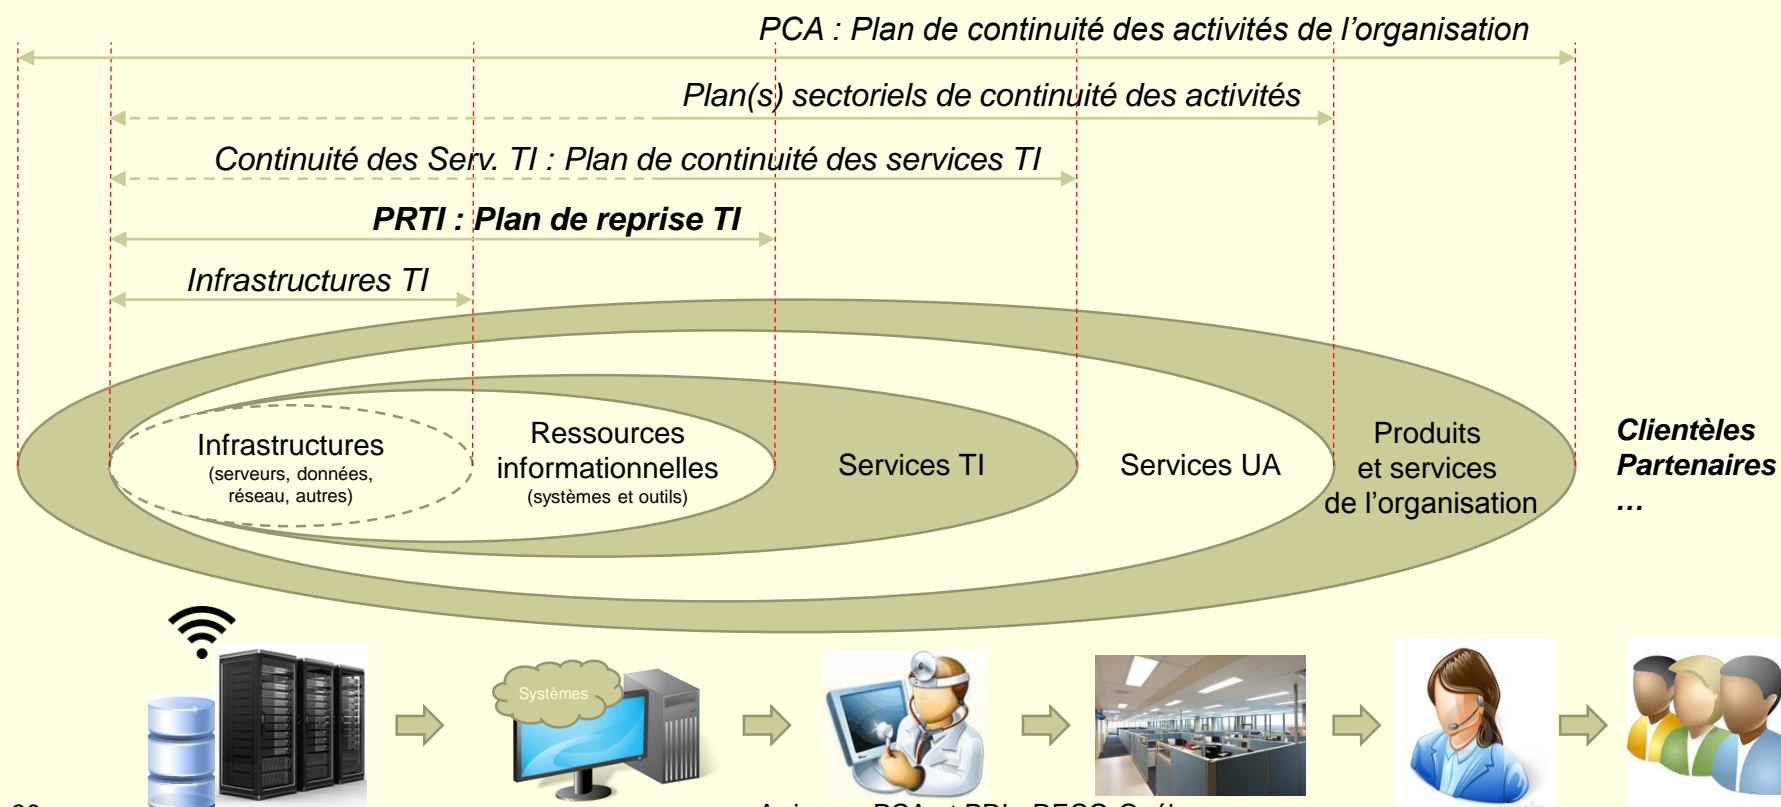 PCA : Plan de continuité des activités de l’organisation
Plan(s) sectoriels de continuité des activités
Continuité des Serv. TI : Plan de continuité des services TI
PRTI : Plan de reprise TI
Infrastructures TI
Infrastructures
(serveurs, données,
réseau, autres)
Ressources
informationnelles
(systèmes et outils)
Services TI
Services UA
Produits
et services
de l’organisation
Clientèles
Partenaires
…
Systèmes